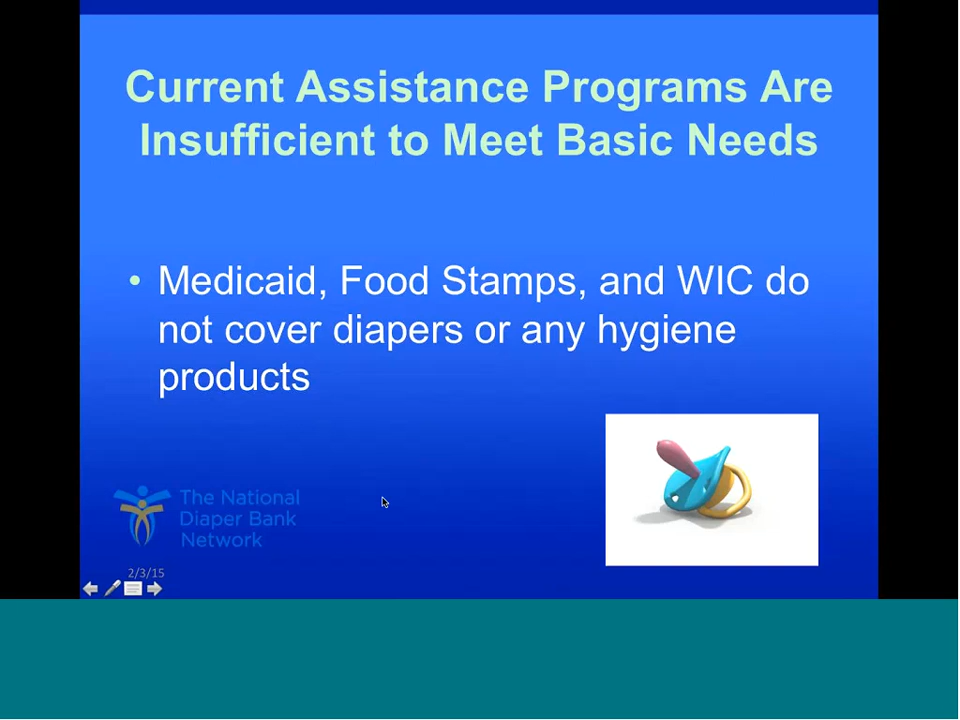 Current Assistance Programs Are
Insufficient to Meet Basic Needs
• Medicaid, Food Stamps, and WIC do
not cover diapers or any hygiene
products
The National
Diaper Bank
Network
2/3/15